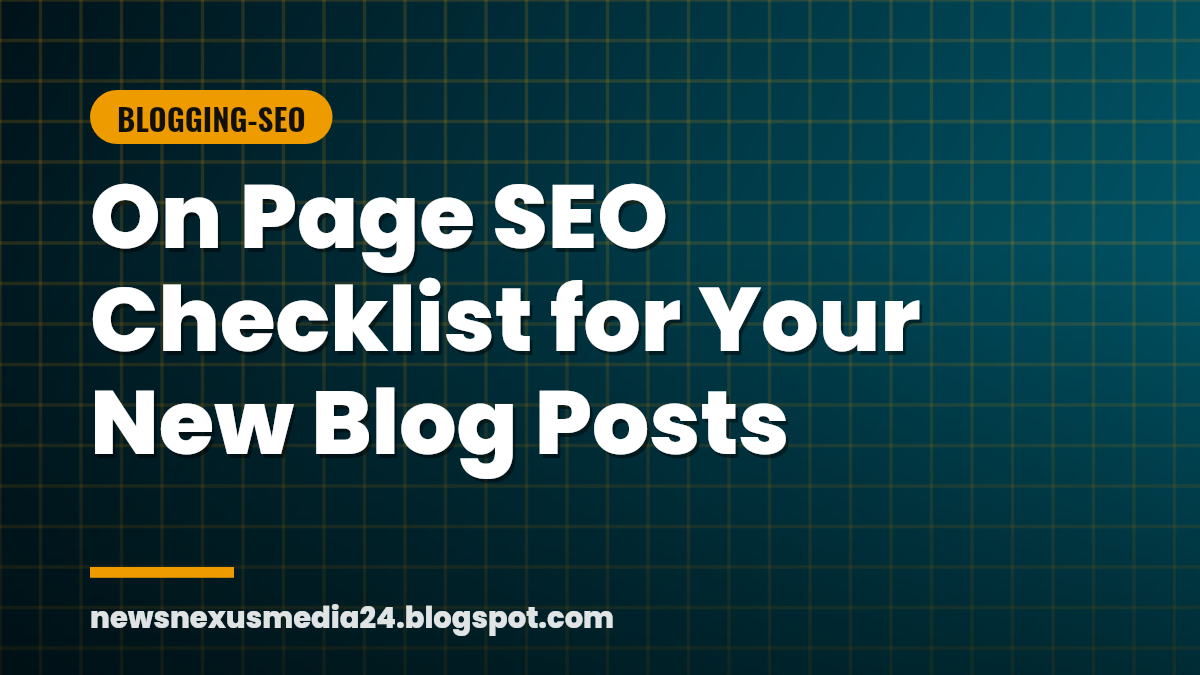 BLOGGING-SEO
On Page SEO
Checklist for Your
New Blog Posts
newsnexusmedia24.blogspot.com